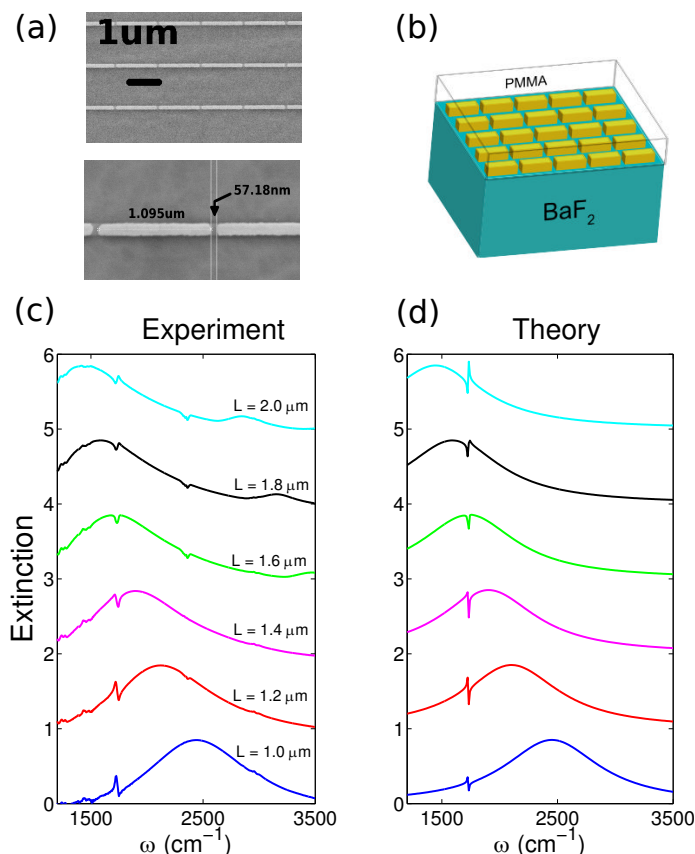 (a)
1um
57.18nm
1.095um
(b)
PMMA
BaF2
(c)
Experiment
Extinction
6
5
4
3
2
1
0
L = 2.0 μm
L = 1.8 μm
L = 1.6 μm
L = 1.4 μm
L = 1.2 μm
L = 1.0 μm
1500 2500 3500
ω (cm⁻¹)
(d)
Theory
6
5
4
3
2
1
0
1500 2500 3500
ω (cm⁻¹)